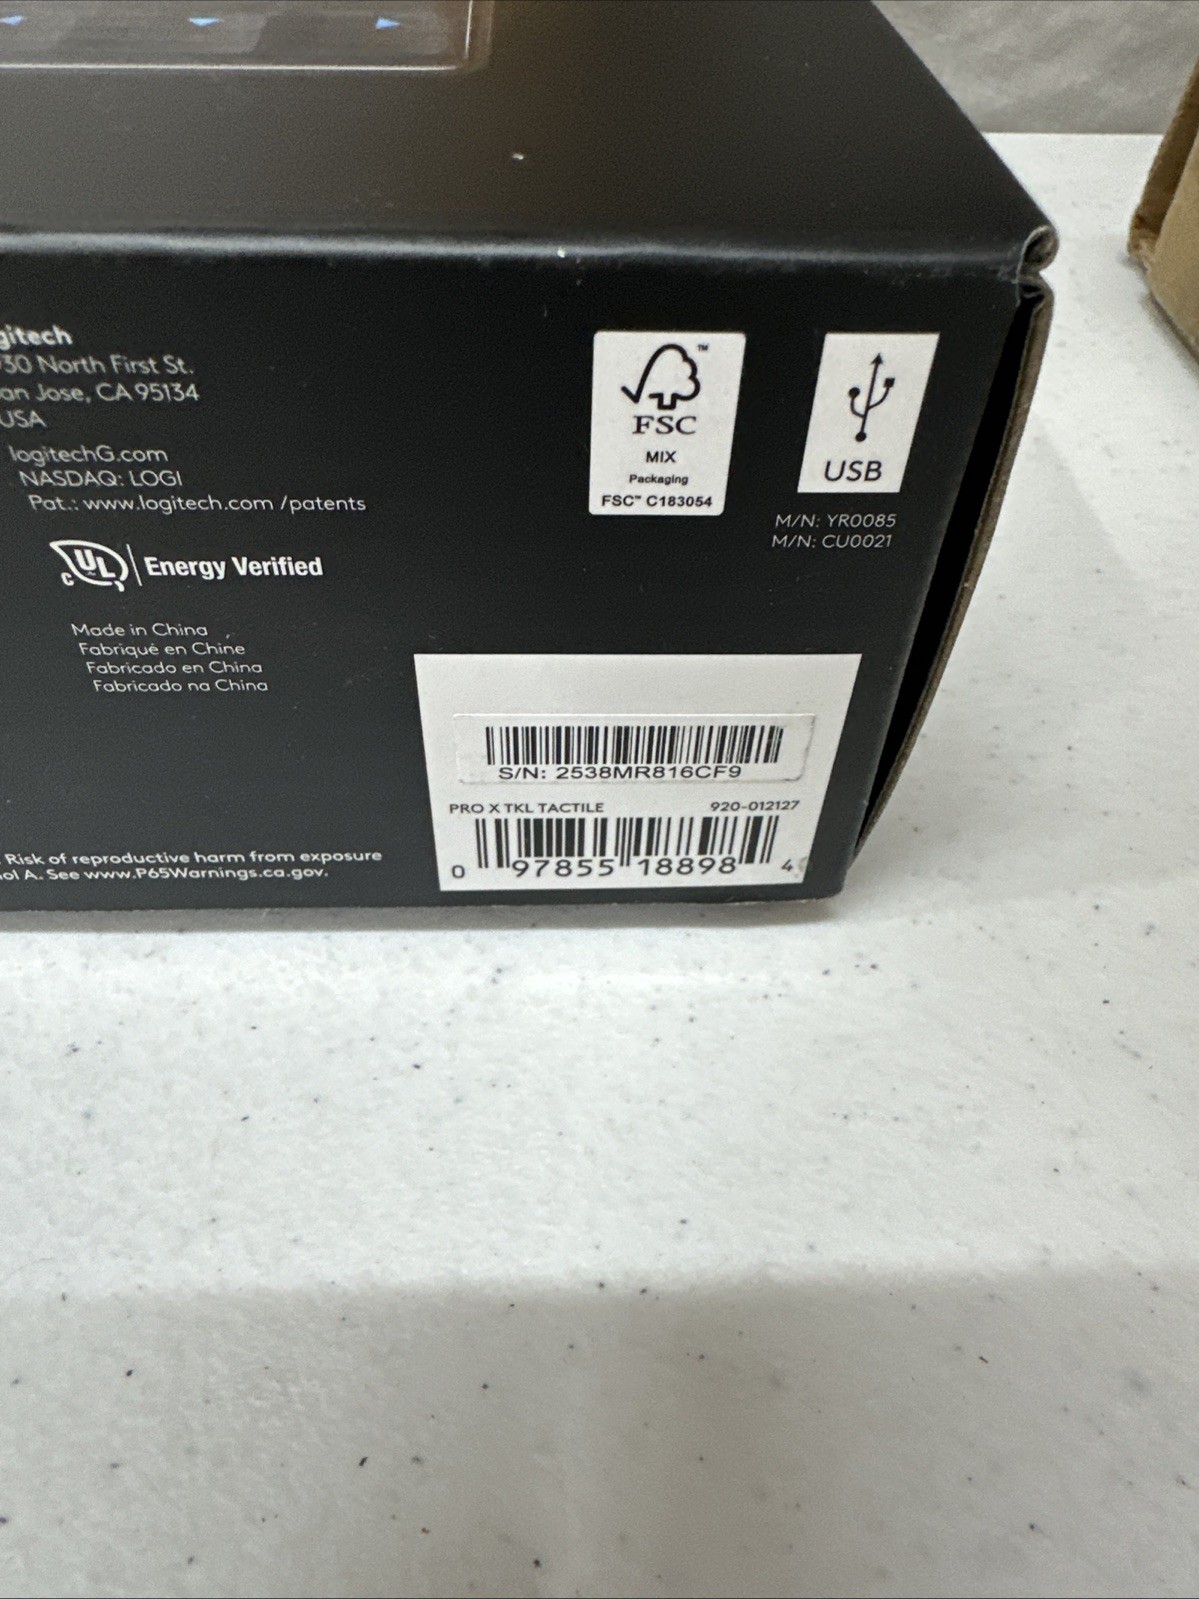 gitech
30 North First St.
an Jose, CA 95134
USA
logitechG.com
NASDAQ: LOGI
Pat.: www.logitech.com /patents
c UL Energy Verified
Made in China
Fabriqué en Chine
Fabricado en China
Fabricado na China
Risk of reproductive harm from exposure
ol A. See www.P65Warnings.ca.gov.
™
FSC
MIX
Packaging
FSC™ C183054
USB
M/N: YR0085
M/N: CU0021
S/N: 2538MR816CF9
PRO X TKL TACTILE 920-012127
0 97855 18898 4